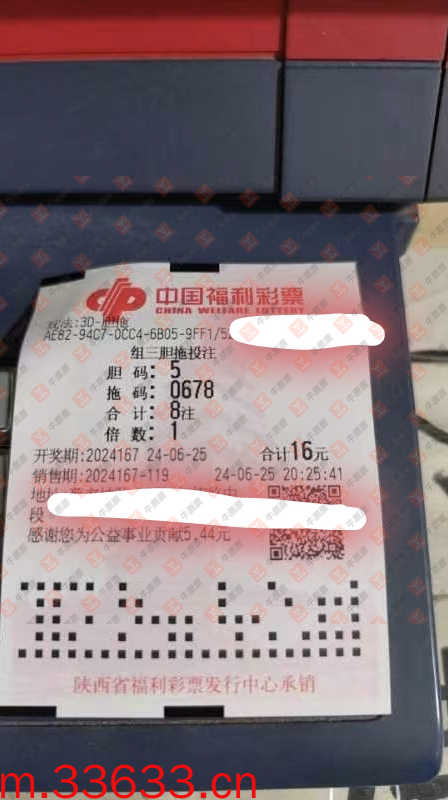 中国福利彩票
CHINA WELFARE LOTTERY
玩法:3D-胆拖
AE82-94C7-0CC4-6B05-9FF1/5
组三胆拖投注
胆 码: 5
拖 码: 0678
合 计: 8注
倍 数: 1
开奖期:2024167 24-06-25 合计16元
销售期:2024167-119 24-06-25 20:25:41
地址:
段
感谢您为公益事业贡献5.44元
陕西省福利彩票发行中心承销
m.33633.cn